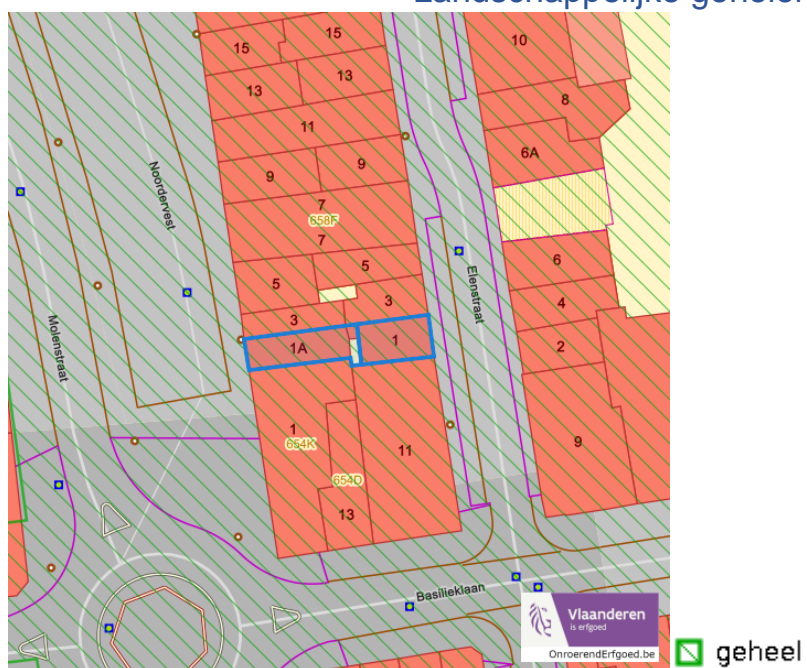 Landschappelijke gehelen
15
15
10
13
13
8
11
6A
9
9
Noordervest
7
658F
7
5
5
6
Elenstraat
3
4
3
Molenstraat
1A
1
2
1
654K
11
9
654D
13
Basilieklaan
Vlaanderen
is erfgoed
OnroerendErfgoed.be
geheel